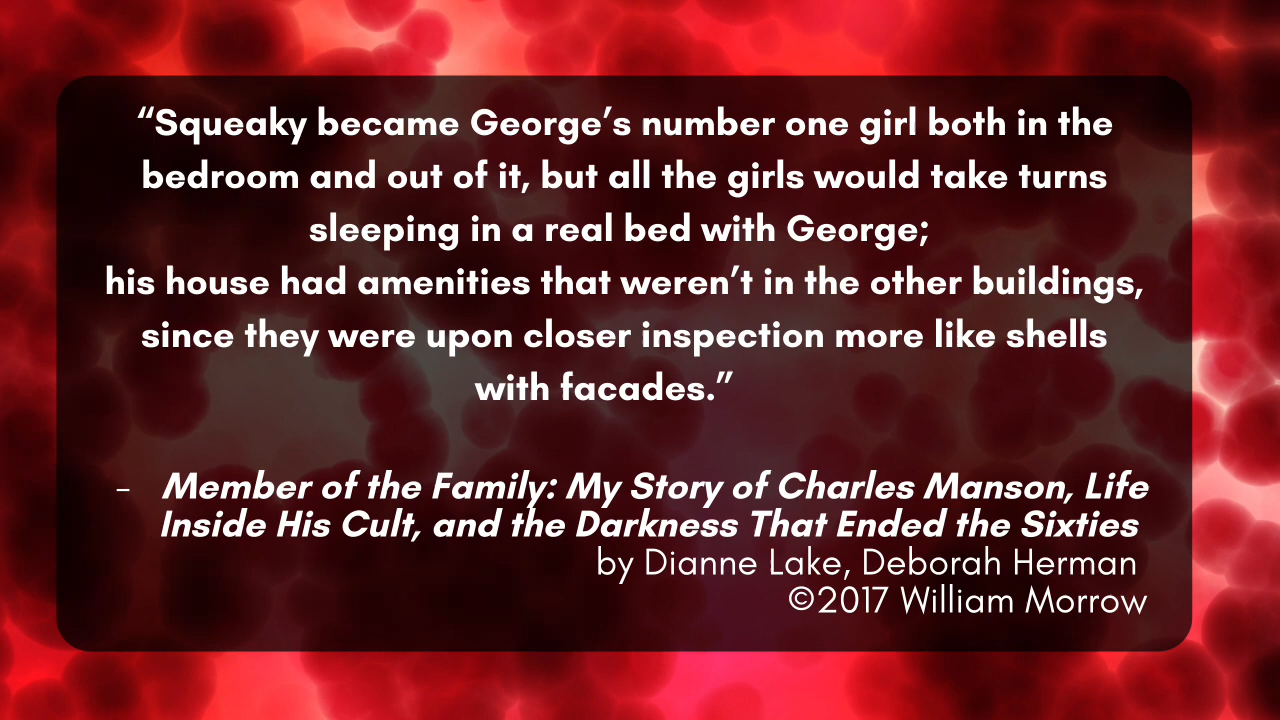 “Squeaky became George’s number one girl both in the
bedroom and out of it, but all the girls would take turns
sleeping in a real bed with George;
his house had amenities that weren’t in the other buildings,
since they were upon closer inspection more like shells
with facades.”
- Member of the Family: My Story of Charles Manson, Life
Inside His Cult, and the Darkness That Ended the Sixties
by Dianne Lake, Deborah Herman
©2017 William Morrow